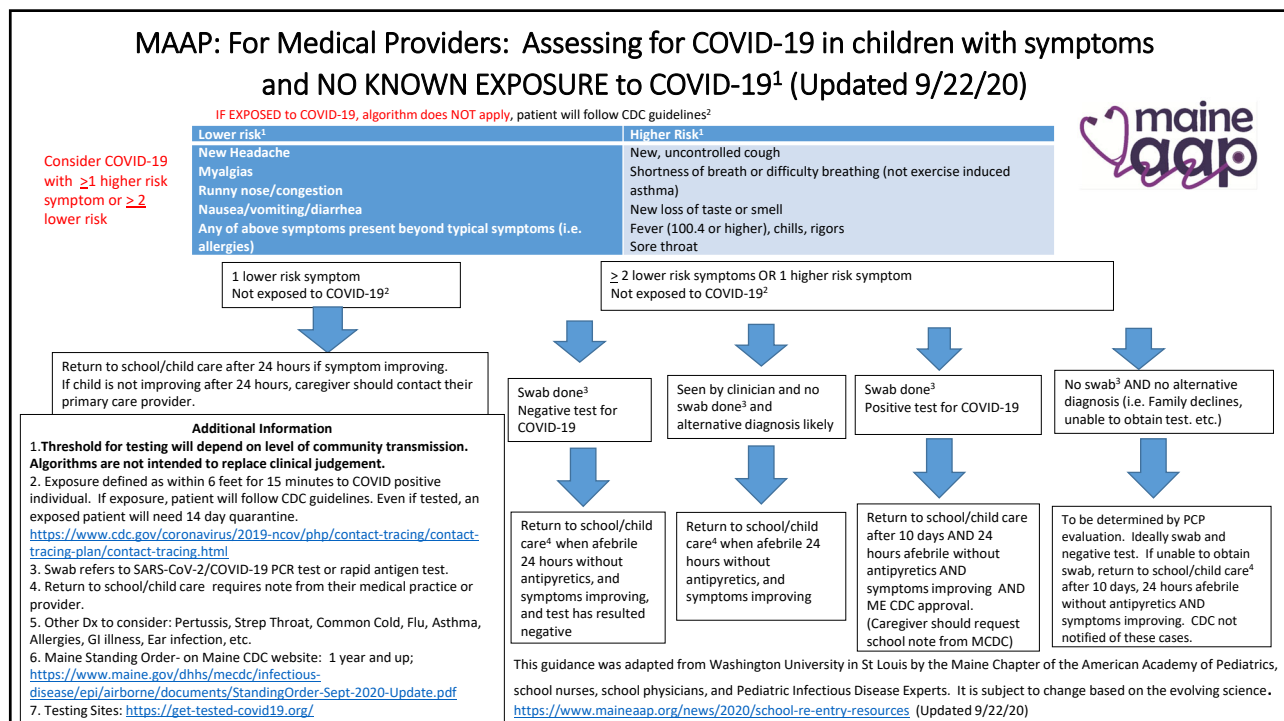 MAAP: For Medical Providers: Assessing for COVID-19 in children with symptoms
and NO KNOWN EXPOSURE to COVID-19¹ (Updated 9/22/20)
IF EXPOSED to COVID-19, algorithm does NOT apply, patient will follow CDC guidelines²
maine
aap
Consider COVID-19
with >1 higher risk
symptom or > 2
lower risk
Lower risk¹
New Headache
Myalgias
Runny nose/congestion
Nausea/vomiting/diarrhea
Any of above symptoms present beyond typical symptoms (i.e.
allergies)
Higher Risk¹
New, uncontrolled cough
Shortness of breath or difficulty breathing (not exercise induced
asthma)
New loss of taste or smell
Fever (100.4 or higher), chills, rigors
Sore throat
1 lower risk symptom
Not exposed to COVID-19²
> 2 lower risk symptoms OR 1 higher risk symptom
Not exposed to COVID-19²
Return to school/child care after 24 hours if symptom improving.
If child is not improving after 24 hours, caregiver should contact their
primary care provider.
Swab done³
Negative test for
COVID-19
Seen by clinician and no
swab done³ and
alternative diagnosis likely
Swab done³
Positive test for COVID-19
No swab³ AND no alternative
diagnosis (i.e. Family declines,
unable to obtain test. etc.)
Return to school/child
care⁴ when afebrile
24 hours without
antipyretics, and
symptoms improving,
and test has resulted
negative
Return to school/child
care⁴ when afebrile 24
hours without
antipyretics, and
symptoms improving
Return to school/child care
after 10 days AND 24
hours afebrile without
antipyretics AND
symptoms improving AND
ME CDC approval.
(Caregiver should request
school note from MCDC)
To be determined by PCP
evaluation. Ideally swab and
negative test. If unable to obtain
swab, return to school/child care⁴
after 10 days, 24 hours afebrile
without antipyretics AND
symptoms improving. CDC not
notified of these cases.
Additional Information
1.Threshold for testing will depend on level of community transmission.
Algorithms are not intended to replace clinical judgement.
2. Exposure defined as within 6 feet for 15 minutes to COVID positive
individual. If exposure, patient will follow CDC guidelines. Even if tested, an
exposed patient will need 14 day quarantine.
https://www.cdc.gov/coronavirus/2019-ncov/php/contact-tracing/contact-
tracing-plan/contact-tracing.html
3. Swab refers to SARS-CoV-2/COVID-19 PCR test or rapid antigen test.
4. Return to school/child care requires note from their medical practice or
provider.
5. Other Dx to consider: Pertussis, Strep Throat, Common Cold, Flu, Asthma,
Allergies, GI illness, Ear infection, etc.
6. Maine Standing Order- on Maine CDC website: 1 year and up;
https://www.maine.gov/dhhs/mecdc/infectious-
disease/epi/airborne/documents/StandingOrder-Sept-2020-Update.pdf
7. Testing Sites: https://get-tested-covid19.org/
This guidance was adapted from Washington University in St Louis by the Maine Chapter of the American Academy of Pediatrics,
school nurses, school physicians, and Pediatric Infectious Disease Experts. It is subject to change based on the evolving science.
https://www.maineaap.org/news/2020/school-re-entry-resources (Updated 9/22/20)